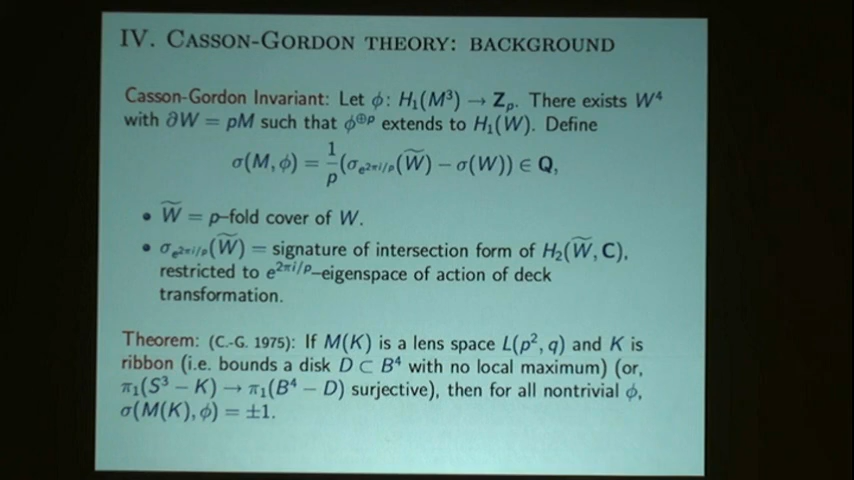 IV. CASSON-GORDON THEORY: BACKGROUND
Casson-Gordon Invariant: Let ϕ: H₁(M³) → Zₚ. There exists W⁴
with ∂W = pM such that ϕ^⊕p extends to H₁(W). Define
σ(M, ϕ) = 1/p (σ_{e^{2πi/p}}(W̃) − σ(W)) ∈ Q,
• W̃ = p–fold cover of W.
• σ_{e^{2πi/p}}(W̃) = signature of intersection form of H₂(W̃, C),
restricted to e^{2πi/p}–eigenspace of action of deck
transformation.
Theorem: (C.-G. 1975): If M(K) is a lens space L(p², q) and K is
ribbon (i.e. bounds a disk D ⊂ B⁴ with no local maximum) (or,
π₁(S³ − K) → π₁(B⁴ − D) surjective), then for all nontrivial ϕ,
σ(M(K), ϕ) = ±1.